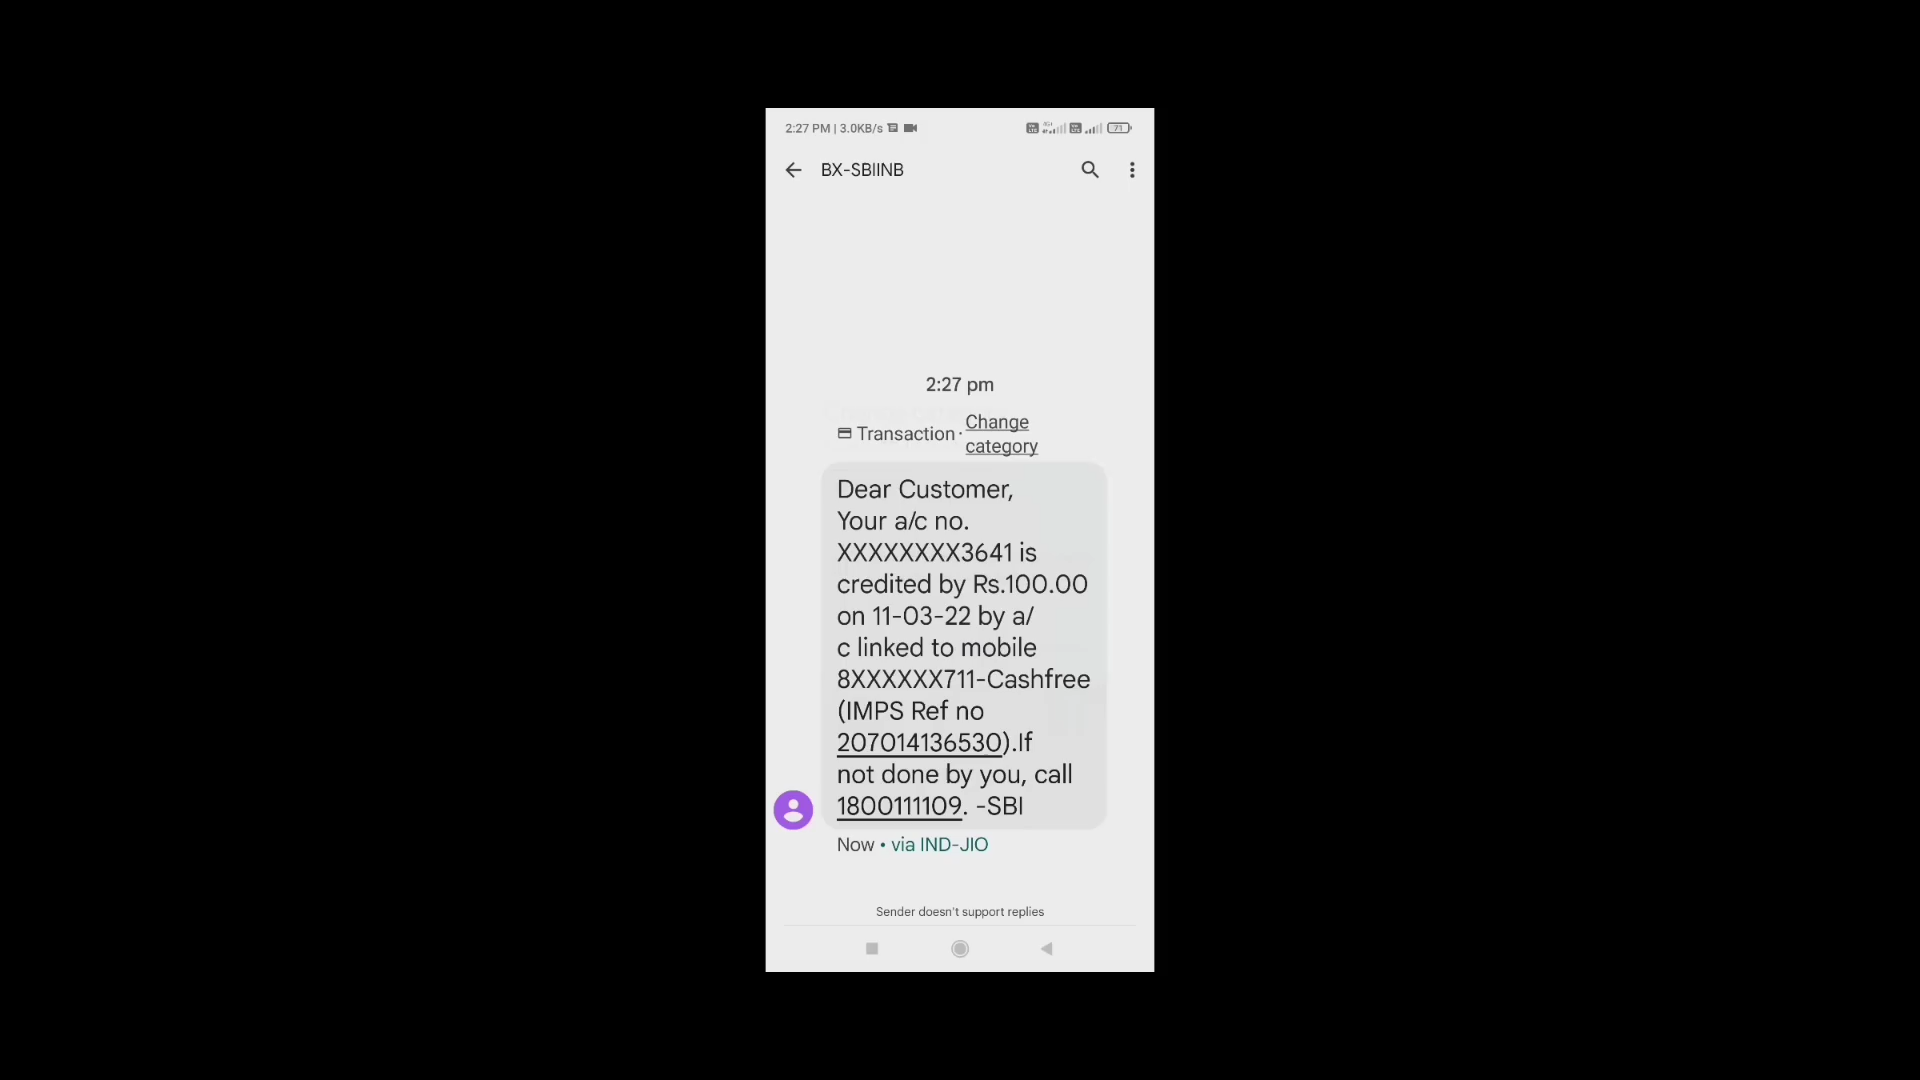 2:27 PM | 3.0KB/s
71
BX-SBIINB
2:27 pm
Transaction · Change
category
Dear Customer,
Your a/c no.
XXXXXXXX3641 is
credited by Rs.100.00
on 11-03-22 by a/
c linked to mobile
8XXXXXX711-Cashfree
(IMPS Ref no
207014136530).If
not done by you, call
1800111109. -SBI
Now • via IND-JIO
Sender doesn't support replies